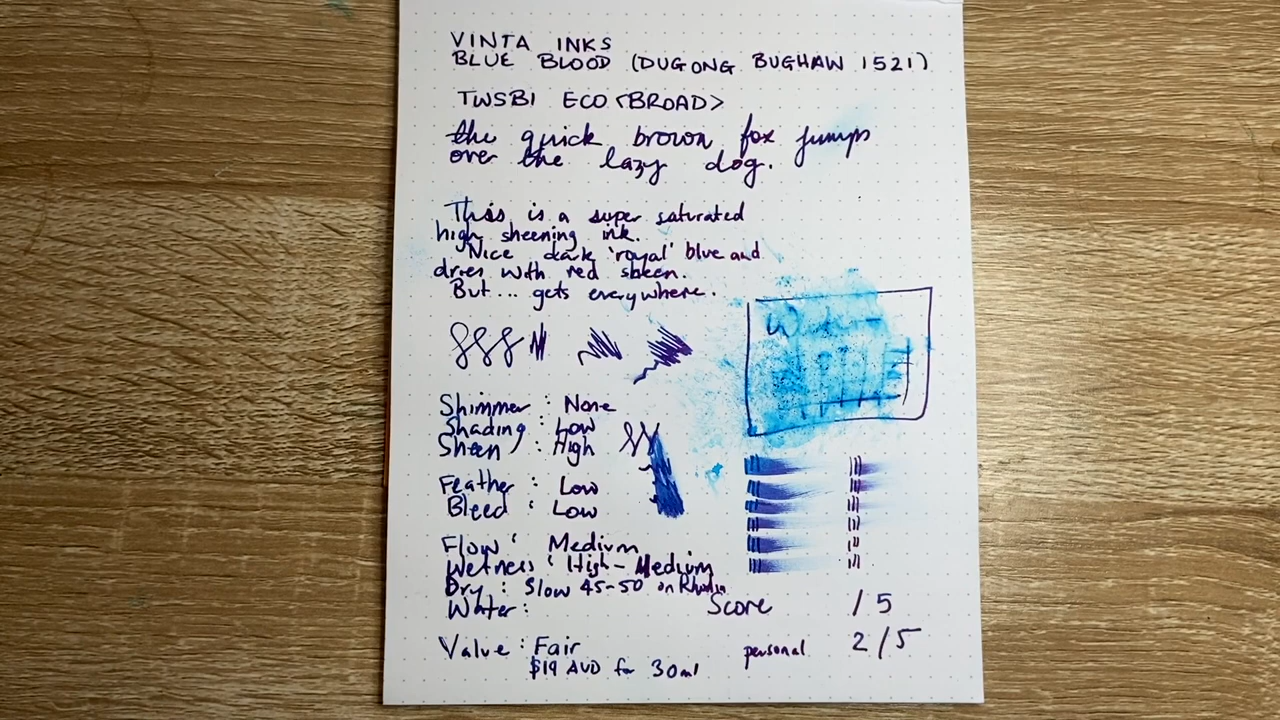 VINTA INKS
BLUE BLOOD (DUGONG BUGHAW 1521)
TWSBI ECO <BROAD>
the quick brown fox jumps
over the lazy dog.
This is a super saturated
high sheening ink.
Nice dark 'royal' blue and
dries with red sheen.
But... gets everywhere.
Water
Shimmer : None
Shading : Low
Sheen : High
Feather : Low
Bleed : Low
Flow : Medium
Wetness : High-Medium
Dry : Slow 45-50 on Rhodia
Water :
Score /5
Value : Fair
$19 AUD for 30ml
personal 2/5